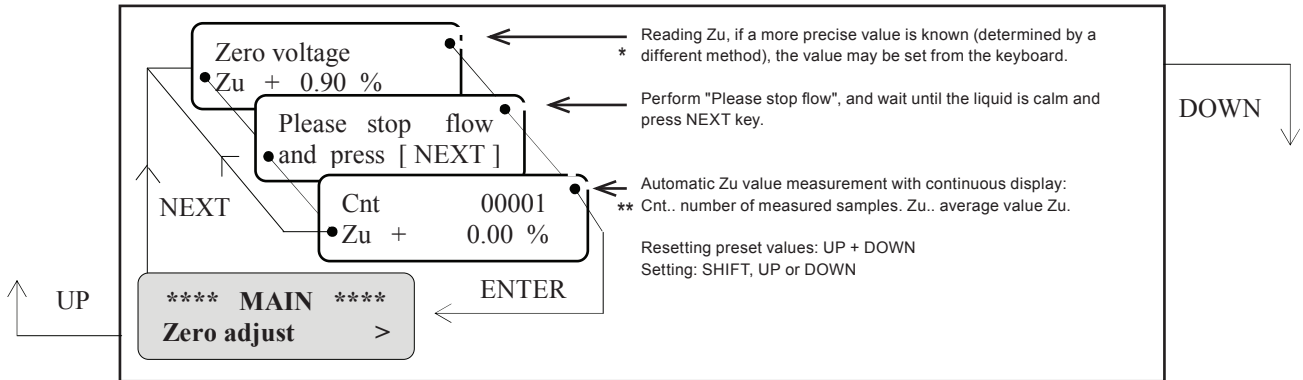 Zero voltage
Zu + 0.90 %
Please stop flow
and press [ NEXT ]
Cnt 00001
Zu + 0.00 %
**** MAIN ****
Zero adjust >
UP
NEXT
ENTER
DOWN
Reading Zu, if a more precise value is known (determined by a
* different method), the value may be set from the keyboard.
Perform "Please stop flow", and wait until the liquid is calm and
press NEXT key.
Automatic Zu value measurement with continuous display:
** Cnt.. number of measured samples. Zu.. average value Zu.
Resetting preset values: UP + DOWN
Setting: SHIFT, UP or DOWN